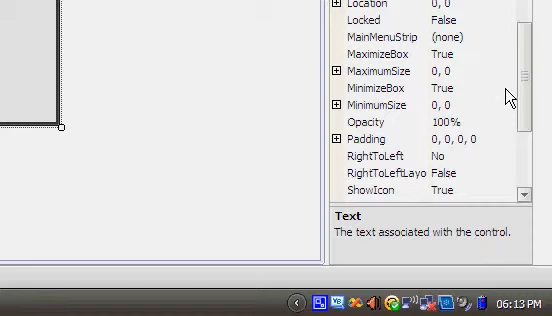 Location 0, 0
Locked False
MainMenuStrip (none)
MaximizeBox True
MaximumSize 0, 0
MinimizeBox True
MinimumSize 0, 0
Opacity 100%
Padding 0, 0, 0, 0
RightToLeft No
RightToLeftLayo False
ShowIcon True
Text
The text associated with the control.
06:13 PM